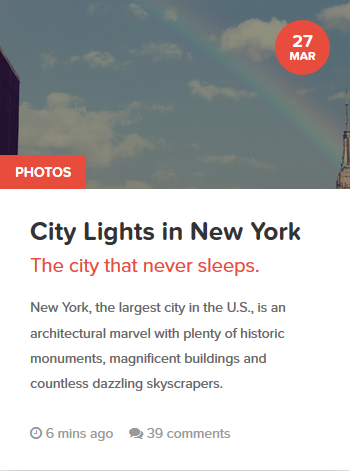 27
MAR
PHOTOS
City Lights in New York
The city that never sleeps.
New York, the largest city in the U.S., is an
architectural marvel with plenty of historic
monuments, magnificent buildings and
countless dazzling skyscrapers.
6 mins ago 39 comments